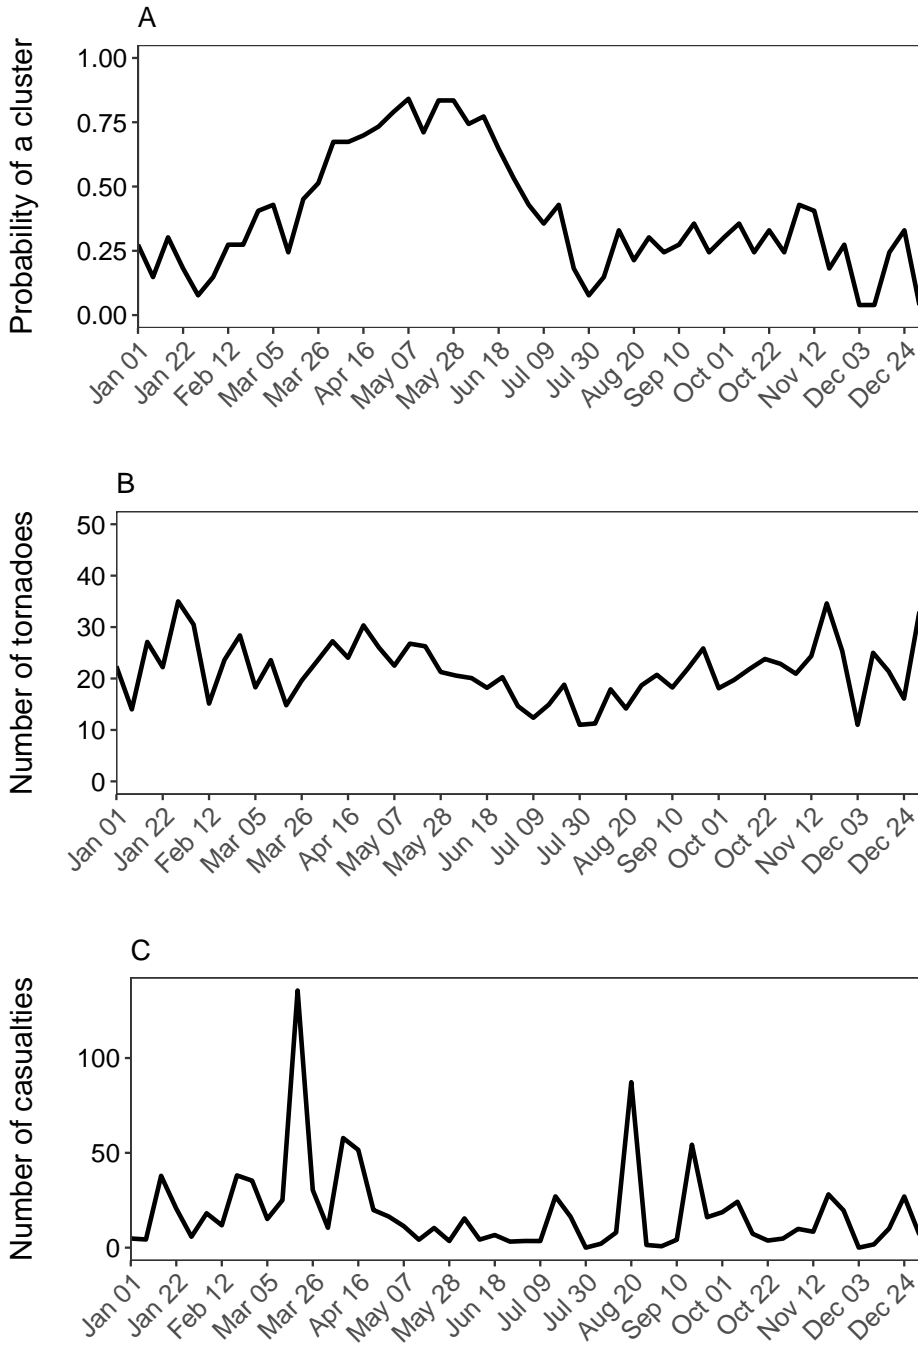 A
Probability of a cluster
1.00
0.75
0.50
0.25
0.00
Jan 01
Jan 22
Feb 12
Mar 05
Mar 26
Apr 16
May 07
May 28
Jun 18
Jul 09
Jul 30
Aug 20
Sep 10
Oct 01
Oct 22
Nov 12
Dec 03
Dec 24
B
Number of tornadoes
50
40
30
20
10
0
Jan 01
Jan 22
Feb 12
Mar 05
Mar 26
Apr 16
May 07
May 28
Jun 18
Jul 09
Jul 30
Aug 20
Sep 10
Oct 01
Oct 22
Nov 12
Dec 03
Dec 24
C
Number of casualties
100
50
0
Jan 01
Jan 22
Feb 12
Mar 05
Mar 26
Apr 16
May 07
May 28
Jun 18
Jul 09
Jul 30
Aug 20
Sep 10
Oct 01
Oct 22
Nov 12
Dec 03
Dec 24